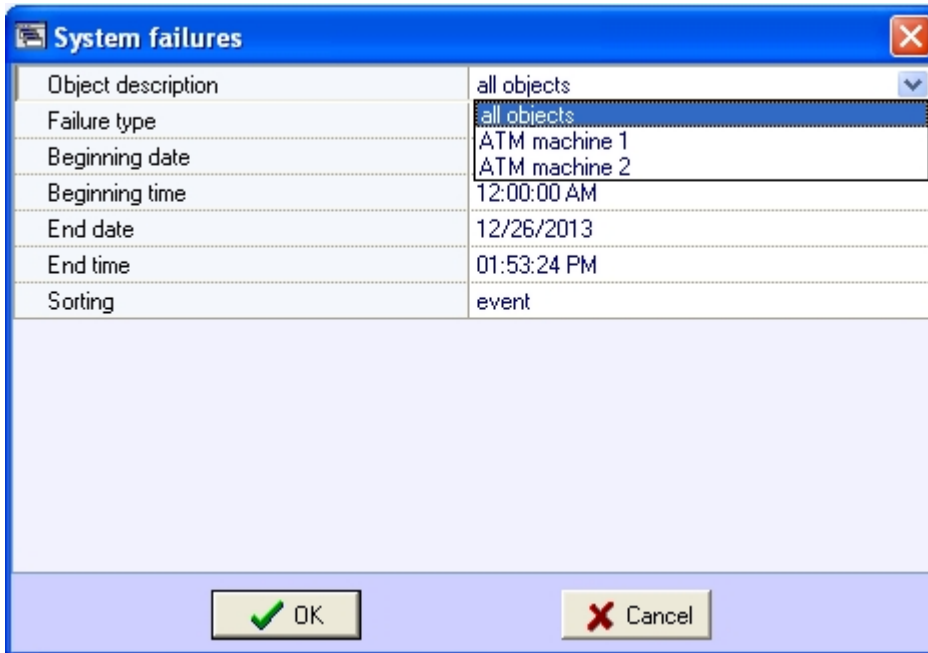 System failures
Object description all objects
Failure type all objects
ATM machine 1
Beginning date ATM machine 2
Beginning time 12:00:00 AM
End date 12/26/2013
End time 01:53:24 PM
Sorting event
OK Cancel